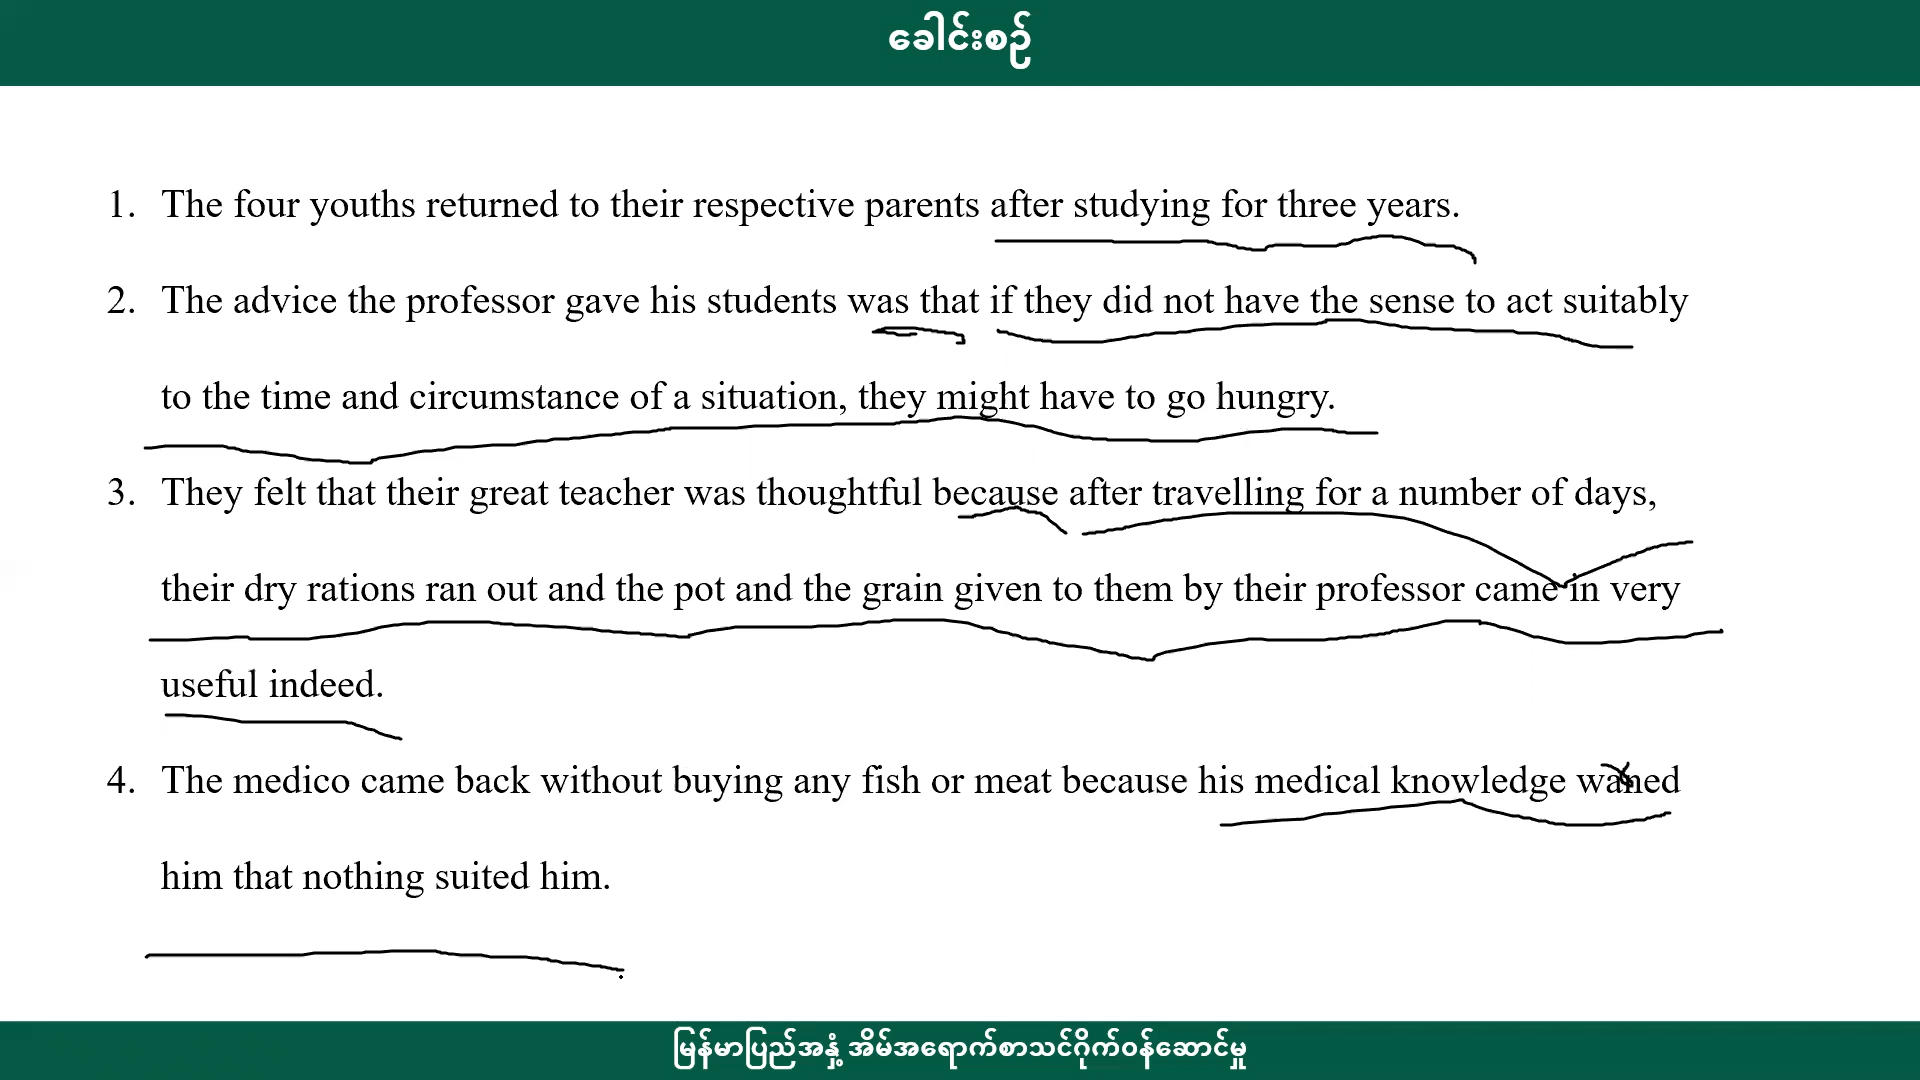 ခေါင်းစဉ်
1. The four youths returned to their respective parents after studying for three years.
2. The advice the professor gave his students was that if they did not have the sense to act suitably
to the time and circumstance of a situation, they might have to go hungry.
3. They felt that their great teacher was thoughtful because after travelling for a number of days,
their dry rations ran out and the pot and the grain given to them by their professor came in very
useful indeed.
4. The medico came back without buying any fish or meat because his medical knowledge waned
him that nothing suited him.
မြန်မာပြည်အနှံ့ အိမ်အရောက်စာသင်ဂိုက်ဝန်ဆောင်မှု